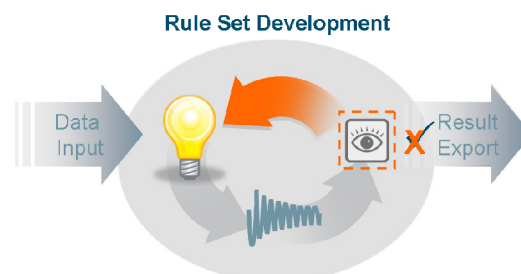 Rule Set Development
Data
Input
Result
Export